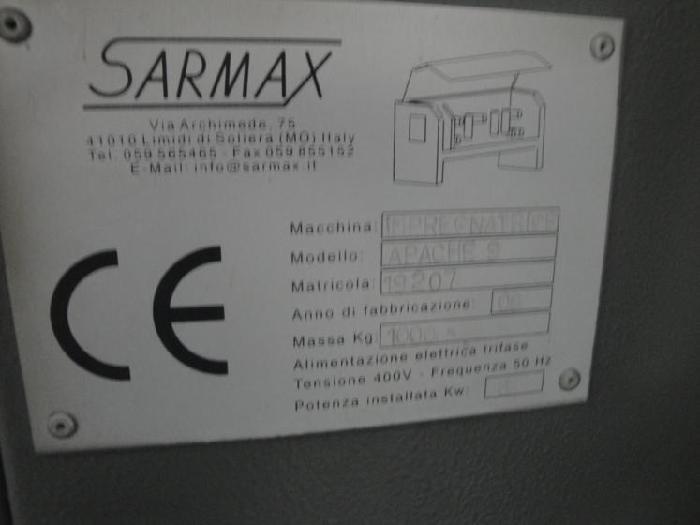 SARMAX
Via Archimede, 75
41010 Limidi di Soliera (MO) Italy
Tel. 059 565465 - Fax 059 855152
E-Mail: info@sarmax.it
CE
Macchina: IMPREGNATRICE
Modello: APACHE 9
Matricola: 19207
Anno di fabbricazione:
Massa Kg: 1000
Alimentazione elettrica trifase
Tensione 400V - Frequenza 50 Hz
Potenza installata Kw: